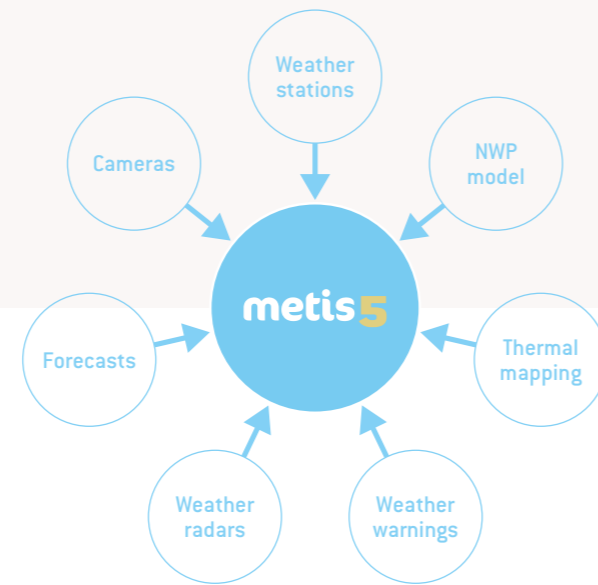 Weather
stations
Cameras
NWP
model
metis5
Forecasts
Thermal
mapping
Weather
radars
Weather
warnings